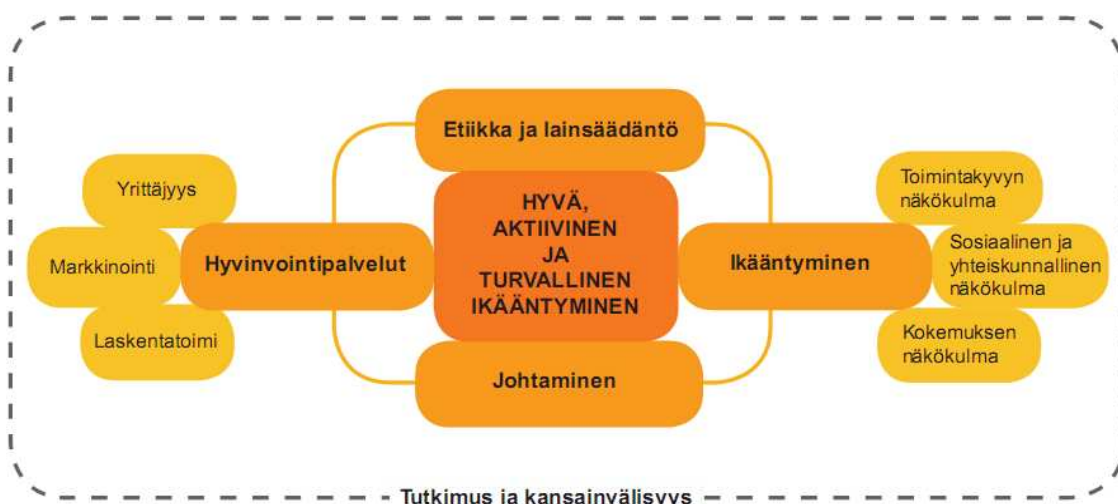 Etiikka ja lainsäädäntö
Yrittäjyys
Markkinointi
Laskentatoimi
Hyvinvointipalvelut
HYVÄ,
AKTIIVINEN
JA
TURVALLINEN
IKÄÄNTYMINEN
Ikääntyminen
Toimintakyvyn
näkökulma
Sosiaalinen ja
yhteiskunnallinen
näkökulma
Kokemuksen
näkökulma
Johtaminen
Tutkimus ja kansainvälisyys